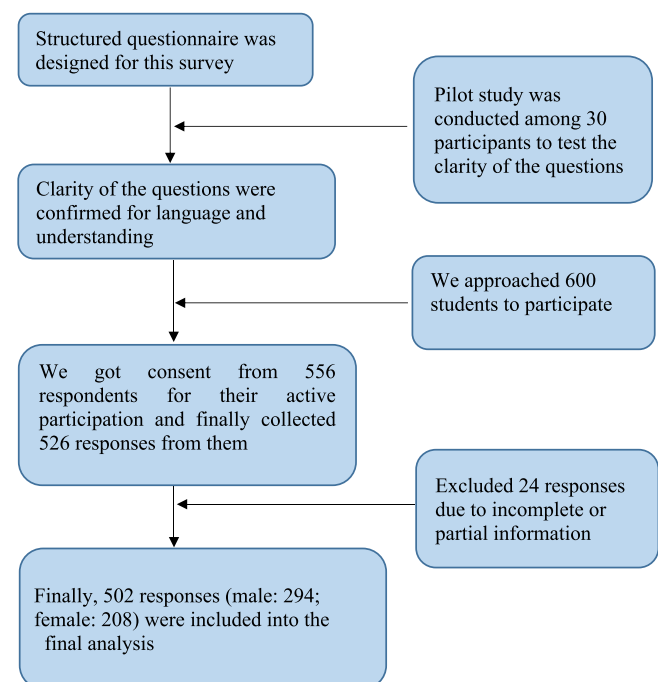 Structured questionnaire was
designed for this survey
Pilot study was
conducted among 30
participants to test the
clarity of the questions
Clarity of the questions were
confirmed for language and
understanding
We approached 600
students to participate
We got consent from 556
respondents for their active
participation and finally collected
526 responses from them
Excluded 24 responses
due to incomplete or
partial information
Finally, 502 responses (male: 294;
female: 208) were included into the
final analysis